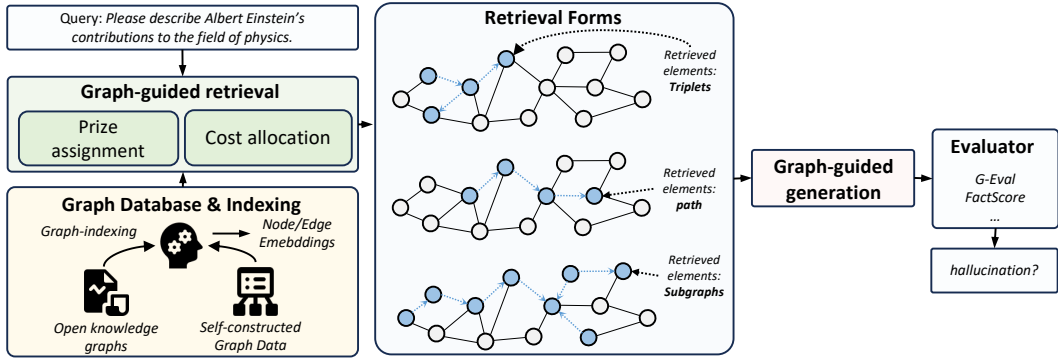 Query: Please describe Albert Einstein's
contributions to the field of physics.
Graph-guided retrieval
Prize
assignment
Cost allocation
Graph Database & Indexing
Graph-indexing
Node/Edge
Emebddings
Open knowledge
graphs
Self-constructed
Graph Data
Retrieval Forms
Retrieved
elements:
Triplets
Retrieved
elements:
path
Retrieved
elements:
Subgraphs
Graph-guided
generation
Evaluator
G-Eval
FactScore
...
hallucination?